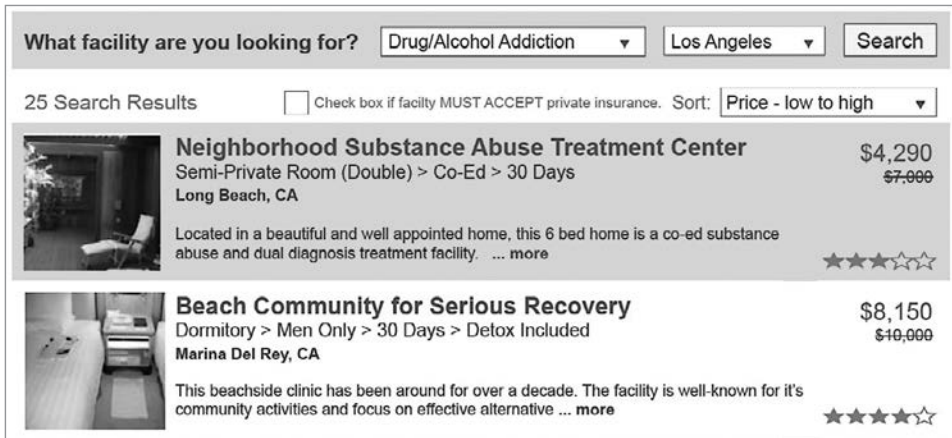 What facility are you looking for? Drug/Alcohol Addiction Los Angeles Search
25 Search Results Check box if facilty MUST ACCEPT private insurance. Sort: Price - low to high
Neighborhood Substance Abuse Treatment Center $4,290
Semi-Private Room (Double) > Co-Ed > 30 Days $7,000
Long Beach, CA
Located in a beautiful and well appointed home, this 6 bed home is a co-ed substance
abuse and dual diagnosis treatment facility. ... more
Beach Community for Serious Recovery $8,150
Dormitory > Men Only > 30 Days > Detox Included $10,000
Marina Del Rey, CA
This beachside clinic has been around for over a decade. The facility is well-known for it's
community activities and focus on effective alternative ... more